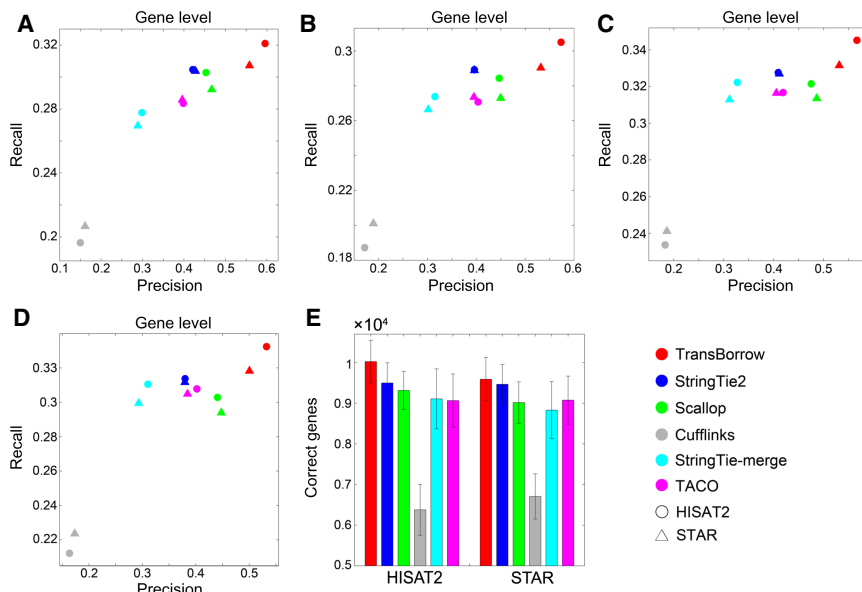 A
Gene level
0.32
0.28
0.24
0.2
Recall
0.1
0.2
0.3
0.4
0.5
0.6
Precision
B
Gene level
0.3
0.26
0.22
0.18
Recall
0.2
0.3
0.4
0.5
0.6
Precision
C
Gene level
0.34
0.32
0.3
0.28
0.26
0.24
Recall
0.2
0.3
0.4
0.5
Precision
D
Gene level
0.33
0.3
0.28
0.26
0.24
0.22
Recall
0.2
0.3
0.4
0.5
Precision
E
×10⁴
1
0.9
0.8
0.7
0.6
0.5
Correct genes
HISAT2
STAR
TransBorrow
StringTie2
Scallop
Cufflinks
StringTie-merge
TACO
HISAT2
STAR